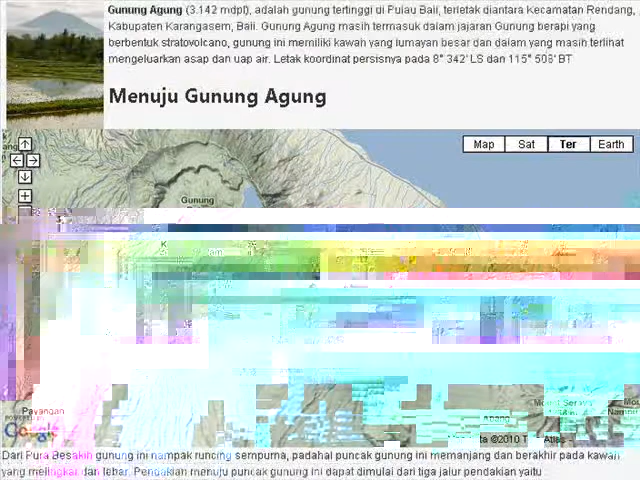 Gunung Agung (3.142 mdpl), adalah gunung tertinggi di Pulau Bali, terletak diantara Kecamatan Rendang,
Kabupaten Karangasem, Bali. Gunung Agung masih termasuk dalam jajaran Gunung berapi yang
berbentuk stratovolcano, gunung ini memiliki kawah yang lumayan besar dan dalam yang masih terlihat
mengeluarkan asap dan uap air. Letak koordinat persisnya pada 8° 342' LS dan 115° 508' BT
Menuju Gunung Agung
Map Sat Ter Earth
Gunung
Payangan
POWERED BY
Google
©2010 Atlas -
Dari Pura Besakih gunung ini nampak runcing sempurna, padahal puncak gunung ini memanjang dan berakhir pada kawah
yang melingkar dan lebar. Pendakian menuju puncak gunung ini dapat dimulai dari tiga jalur pendakian yaitu